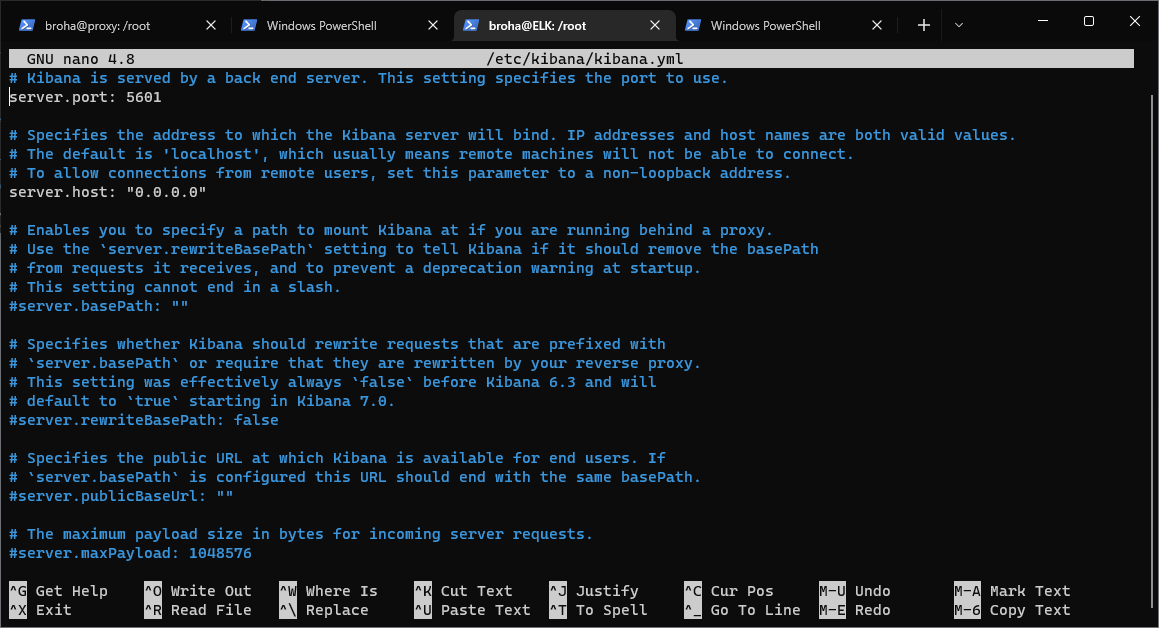 broha@proxy: /root
Windows PowerShell
broha@ELK: /root
Windows PowerShell
GNU nano 4.8 /etc/kibana/kibana.yml
# Kibana is served by a back end server. This setting specifies the port to use.
server.port: 5601
# Specifies the address to which the Kibana server will bind. IP addresses and host names are both valid values.
# The default is 'localhost', which usually means remote machines will not be able to connect.
# To allow connections from remote users, set this parameter to a non-loopback address.
server.host: "0.0.0.0"
# Enables you to specify a path to mount Kibana at if you are running behind a proxy.
# Use the `server.rewriteBasePath` setting to tell Kibana if it should remove the basePath
# from requests it receives, and to prevent a deprecation warning at startup.
# This setting cannot end in a slash.
#server.basePath: ""
# Specifies whether Kibana should rewrite requests that are prefixed with
# `server.basePath` or require that they are rewritten by your reverse proxy.
# This setting was effectively always `false` before Kibana 6.3 and will
# default to `true` starting in Kibana 7.0.
#server.rewriteBasePath: false
# Specifies the public URL at which Kibana is available for end users. If
# `server.basePath` is configured this URL should end with the same basePath.
#server.publicBaseUrl: ""
# The maximum payload size in bytes for incoming server requests.
#server.maxPayload: 1048576
^G Get Help ^O Write Out ^W Where Is ^K Cut Text ^J Justify ^C Cur Pos M-U Undo M-A Mark Text
^X Exit ^R Read File ^\ Replace ^U Paste Text ^T To Spell ^_ Go To Line M-E Redo M-6 Copy Text